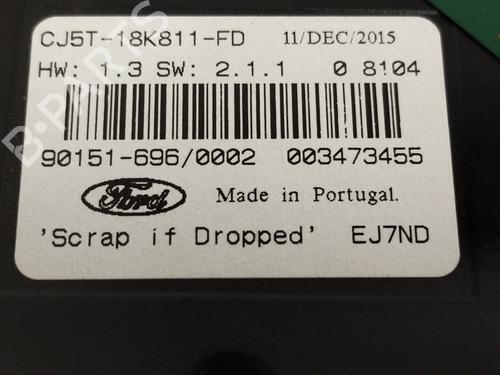 CJ5T-18K811-FD 11/DEC/2015
HW: 1.3 SW: 2.1.1 0 8104
90151-696/0002 003473455
Ford Made in Portugal.
'Scrap if Dropped' EJ7ND
B-PARTS